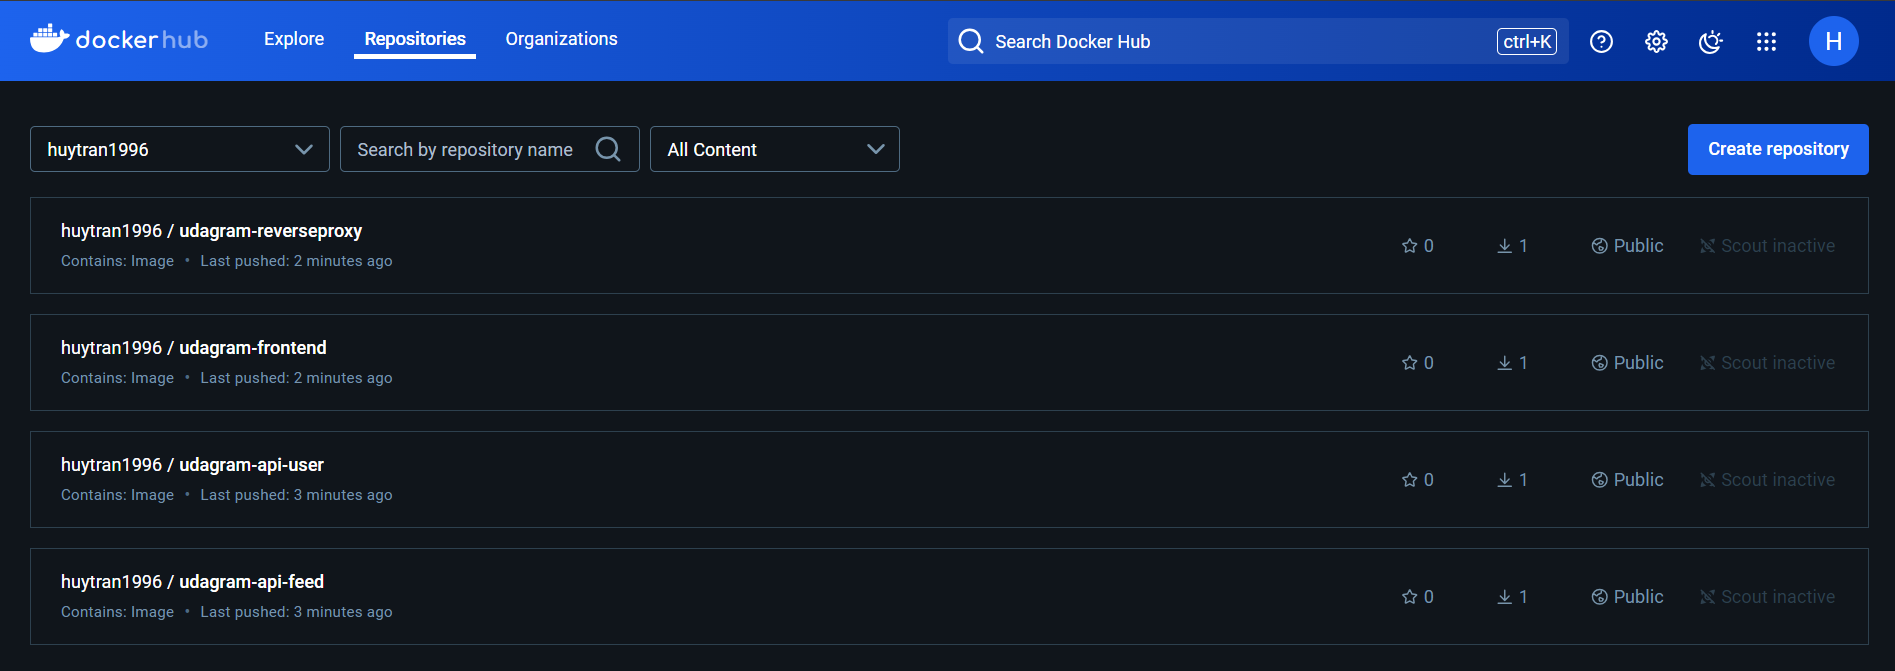 docker hub Explore Repositories Organizations Search Docker Hub ctrl+K H
huytran1996 Search by repository name All Content Create repository
huytran1996 / udagram-reverseproxy
Contains: Image • Last pushed: 2 minutes ago
0 1 Public Scout inactive
huytran1996 / udagram-frontend
Contains: Image • Last pushed: 2 minutes ago
0 1 Public Scout inactive
huytran1996 / udagram-api-user
Contains: Image • Last pushed: 3 minutes ago
0 1 Public Scout inactive
huytran1996 / udagram-api-feed
Contains: Image • Last pushed: 3 minutes ago
0 1 Public Scout inactive